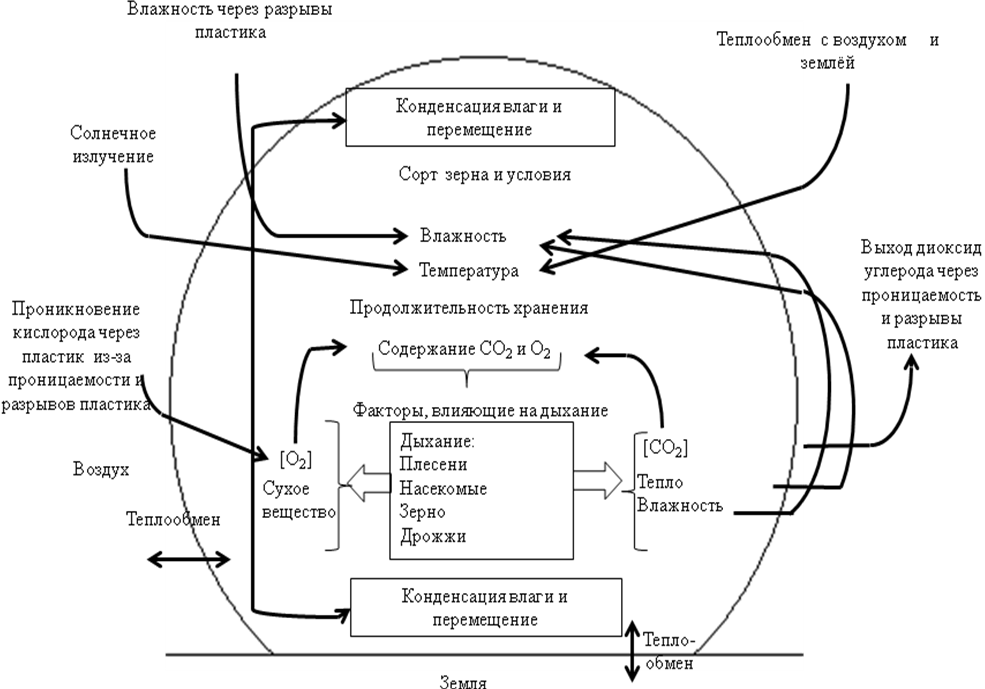 Влажность через разрывы
пластика
Теплообмен с воздухом и
землёй
Конденсация влаги и
перемещение
Солнечное
излучение
Сорт зерна и условия
Влажность
Температура
Выход диоксид
углерода через
проницаемость
и разрывы
пластика
Проникновение
кислорода через
пластик из-за
проницаемости и
разрывов пластика
Продолжительность хранения
Содержание CO2 и O2
Факторы, влияющие на дыхание
[O2]
Сухое
вещество
Дыхание:
Плесени
Насекомые
Зерно
Дрожжи
[CO2]
Тепло
Влажность
Воздух
Теплообмен
Конденсация влаги и
перемещение
Тепло-
обмен
Земля